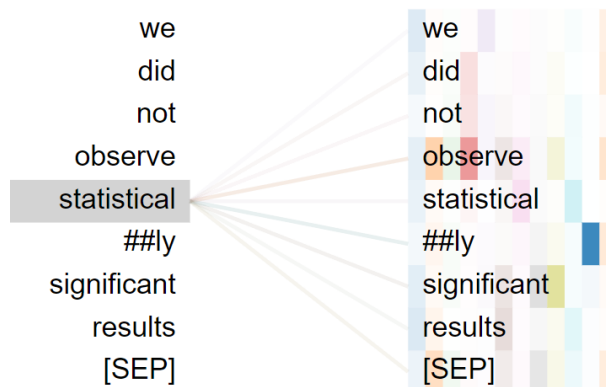 we we
did did
not not
observe observe
statistical statistical
##ly ##ly
significant significant
results results
[SEP] [SEP]